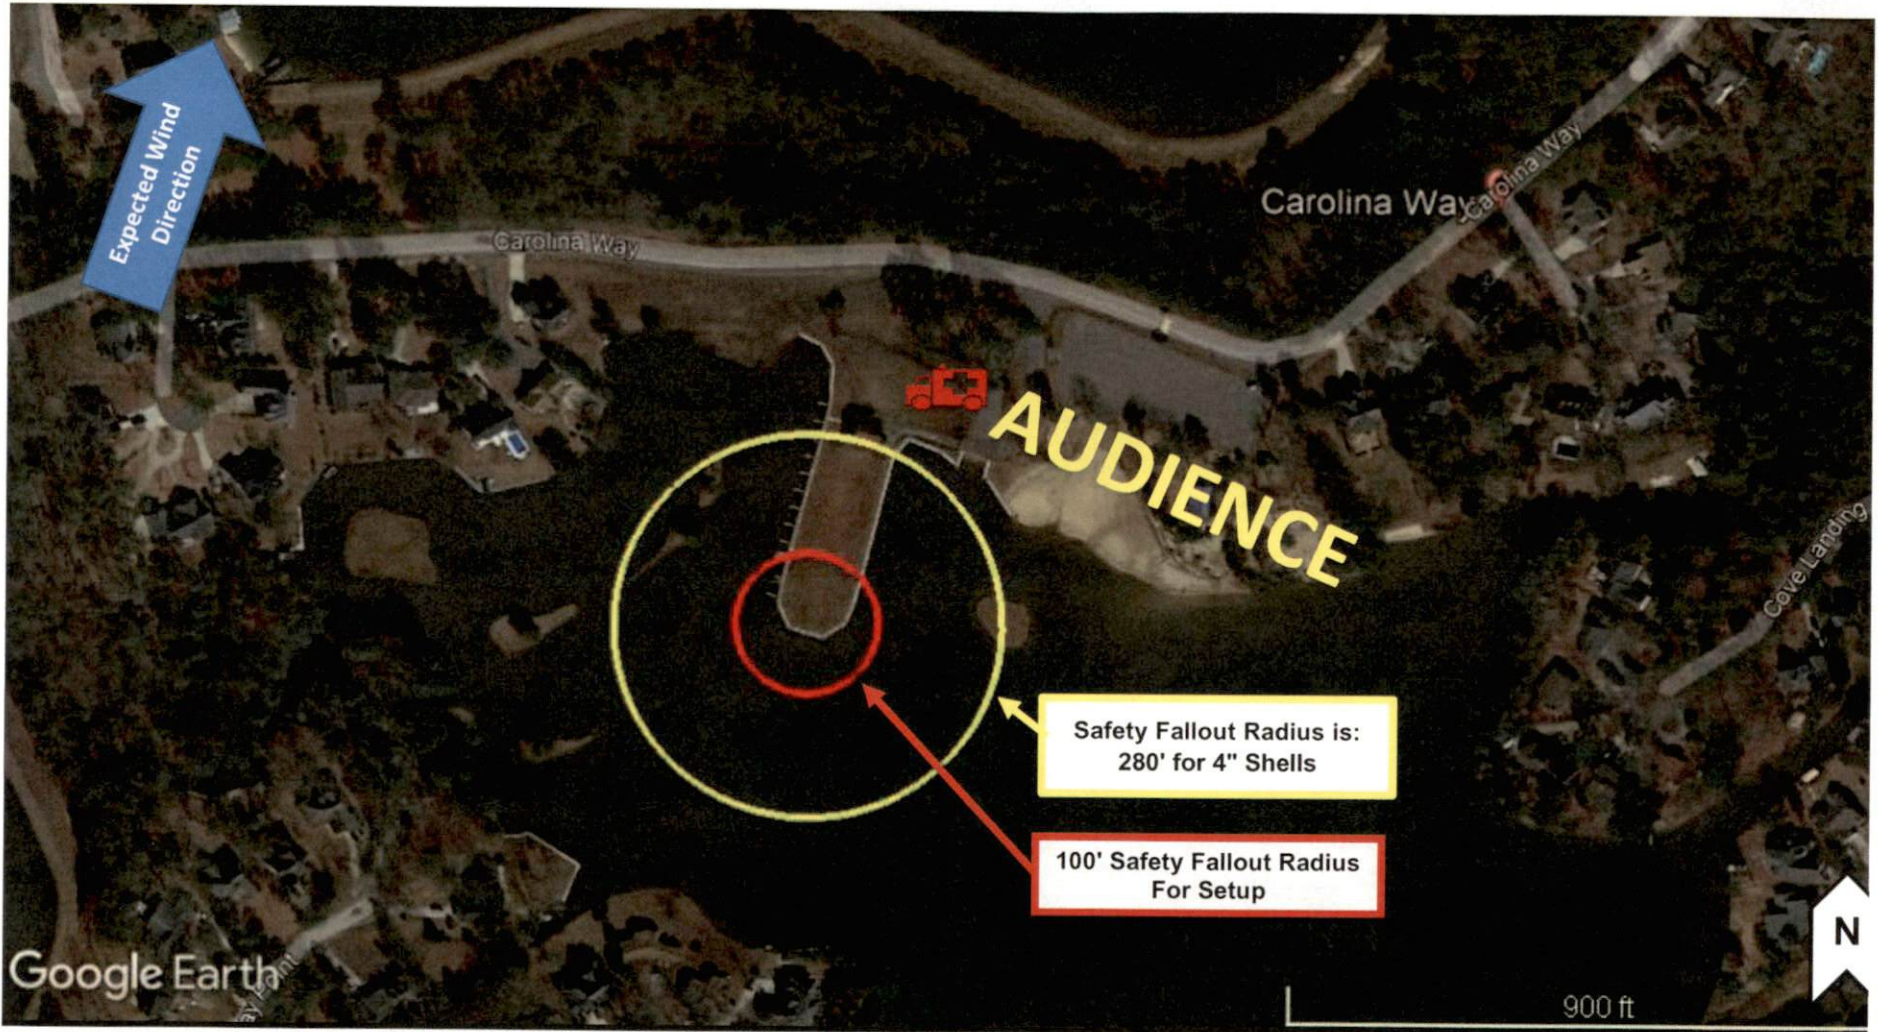 Expected Wind
Direction
Carolina Way
Carolina Way
Carolina Way
AUDIENCE
Cove Landing
Safety Fallout Radius is:
280' for 4" Shells
100' Safety Fallout Radius
For Setup
N
Google Earth
900 ft